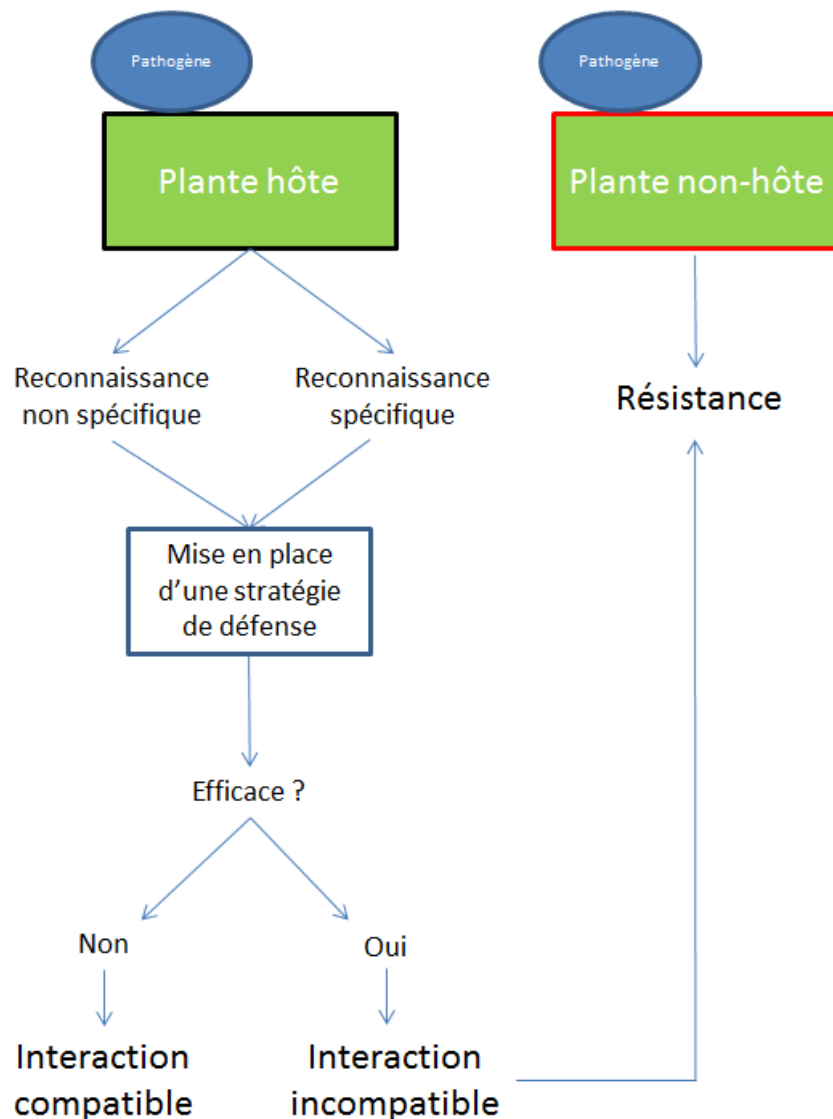 Pathogène
Pathogène
Plante hôte
Plante non-hôte
Reconnaissance
non spécifique
Reconnaissance
spécifique
Résistance
Mise en place
d'une stratégie
de défense
Efficace ?
Non
Oui
Interaction
compatible
Interaction
incompatible